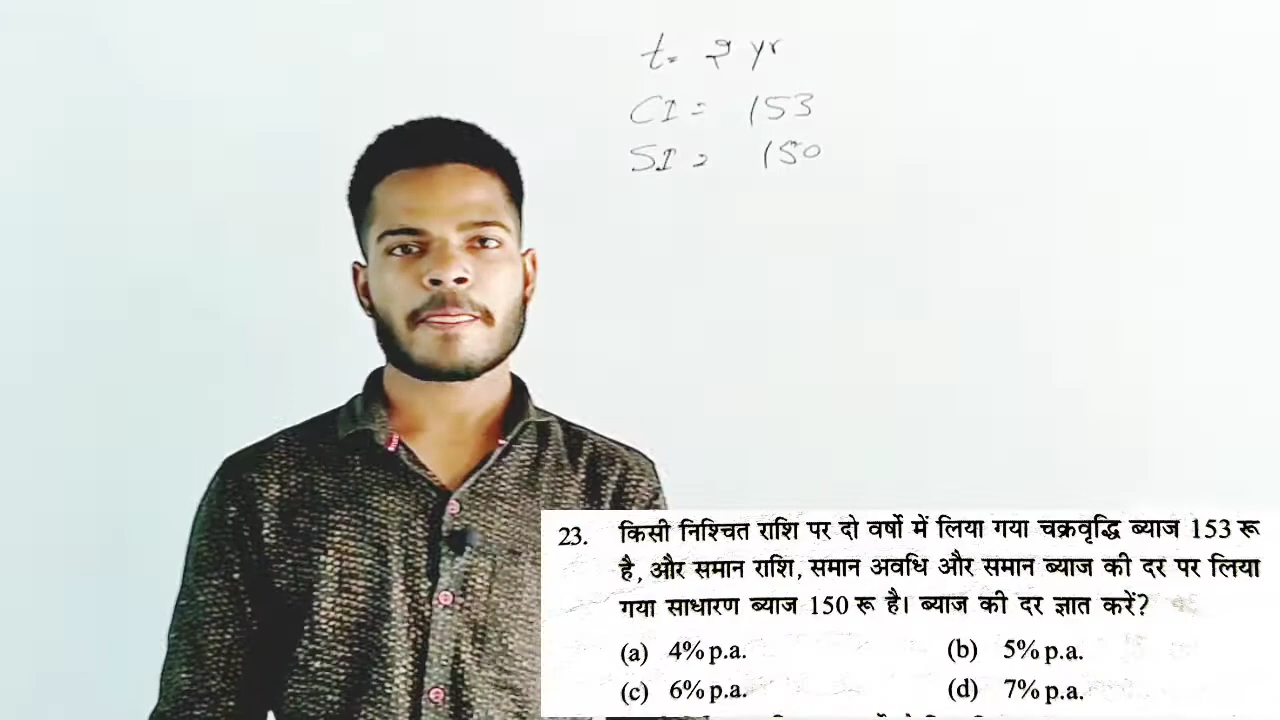 t= 2 yr
CI = 153
SI = 150
23. किसी निश्चित राशि पर दो वर्षो में लिया गया चक्रवृद्धि ब्याज 153 रू
है, और समान राशि, समान अवधि और समान ब्याज की दर पर लिया
गया साधारण ब्याज 150 रू है। ब्याज की दर ज्ञात करें?
(a) 4% p.a. (b) 5% p.a.
(c) 6% p.a. (d) 7% p.a.